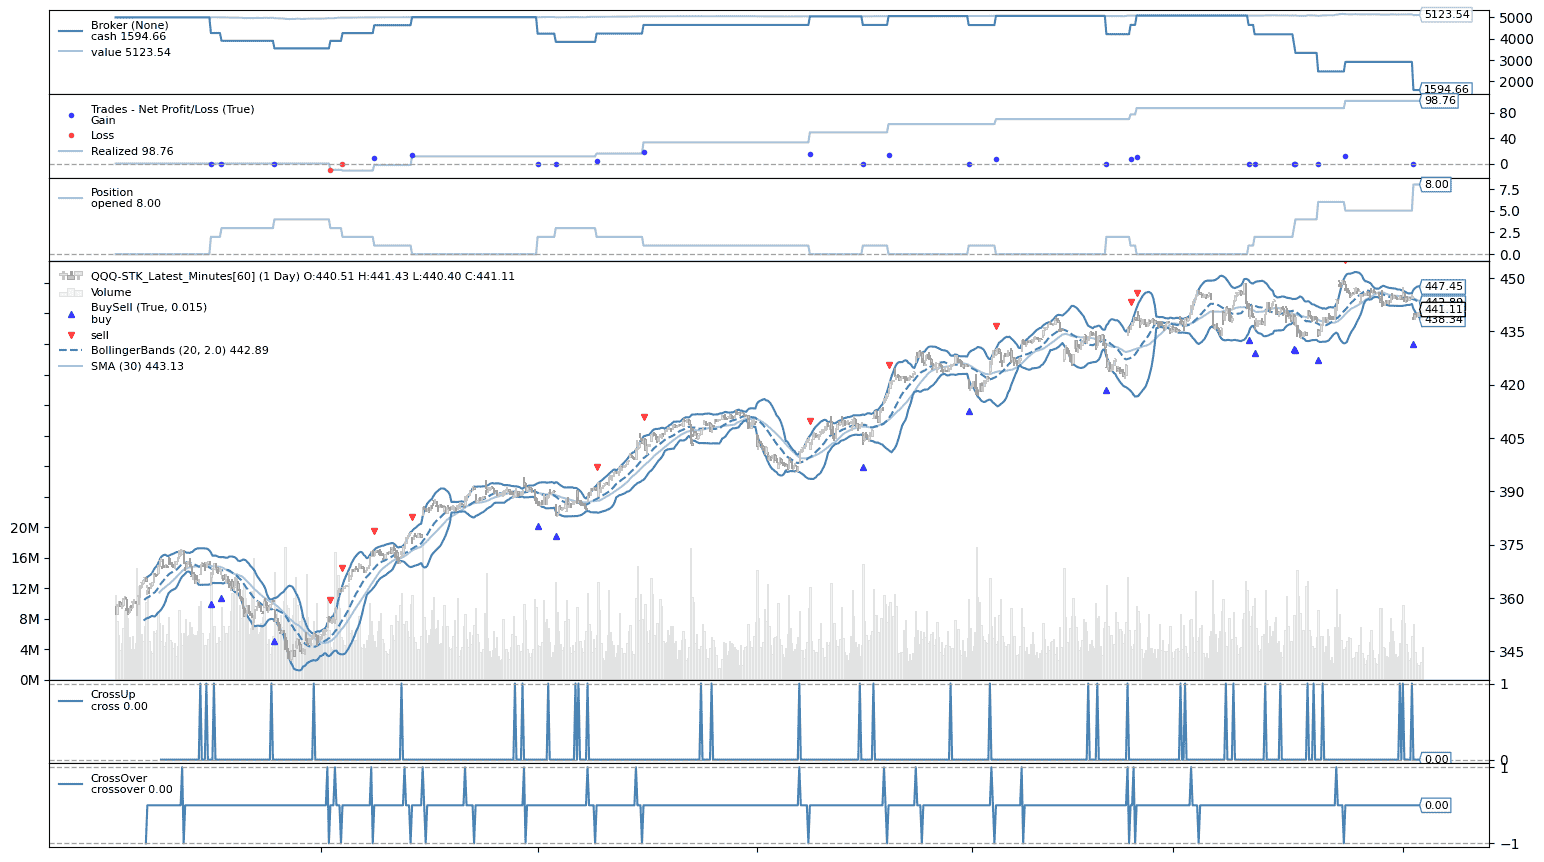 Broker (None)
cash 1594.66
value 5123.54
5123.54
1594.66
5000
4000
3000
2000
Trades - Net Profit/Loss (True)
Gain
Loss
Realized 98.76
98.76
80
40
0
Position
opened 8.00
8.00
7.5
5.0
2.5
0.0
QQQ-STK_Latest_Minutes[60] (1 Day) O:440.51 H:441.43 L:440.40 C:441.11
Volume
BuySell (True, 0.015)
buy
sell
BollingerBands (20, 2.0) 442.89
SMA (30) 443.13
447.45
442.89
441.11
438.34
450
435
420
405
390
375
360
345
20M
16M
12M
8M
4M
0M
CrossUp
cross 0.00
0.00
1
0
CrossOver
crossover 0.00
0.00
1
−1